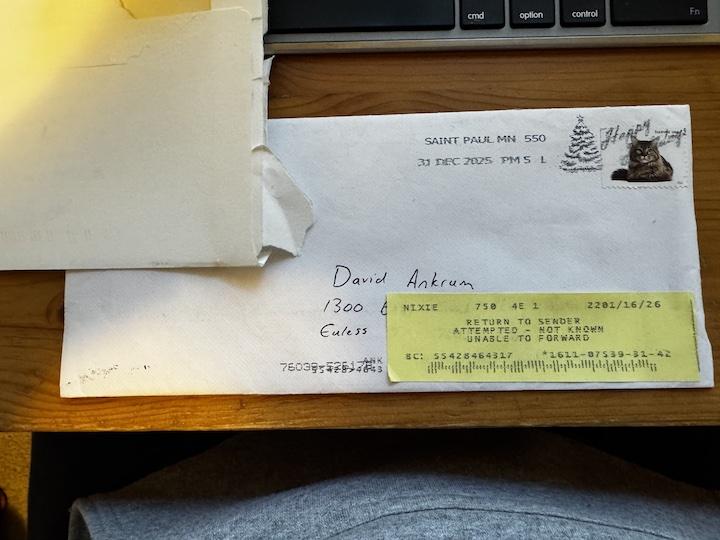 cmd
option
control
Fn
SAINT PAUL MN 550
31 DEC 2025 PM 5 L
Happy
David Ankrum
1300
Euless
NIXIE 750 4E 1 2201/16/26
RETURN TO SENDER
ATTEMPTED - NOT KNOWN
UNABLE TO FORWARD
BC: 55428464317 *1611-07539-31-42
ANK